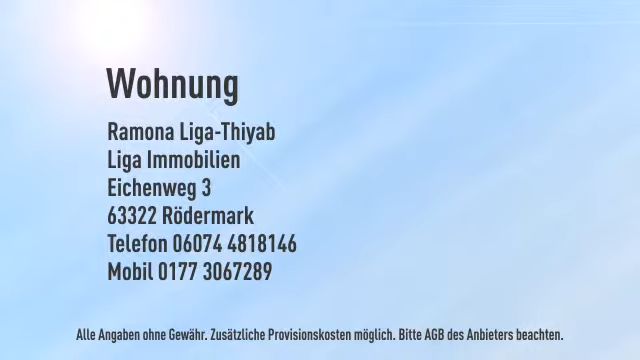 Wohnung
Ramona Liga-Thiyab
Liga Immobilien
Eichenweg 3
63322 Rödermark
Telefon 06074 4818146
Mobil 0177 3067289
Alle Angaben ohne Gewähr. Zusätzliche Provisionskosten möglich. Bitte AGB des Anbieters beachten.